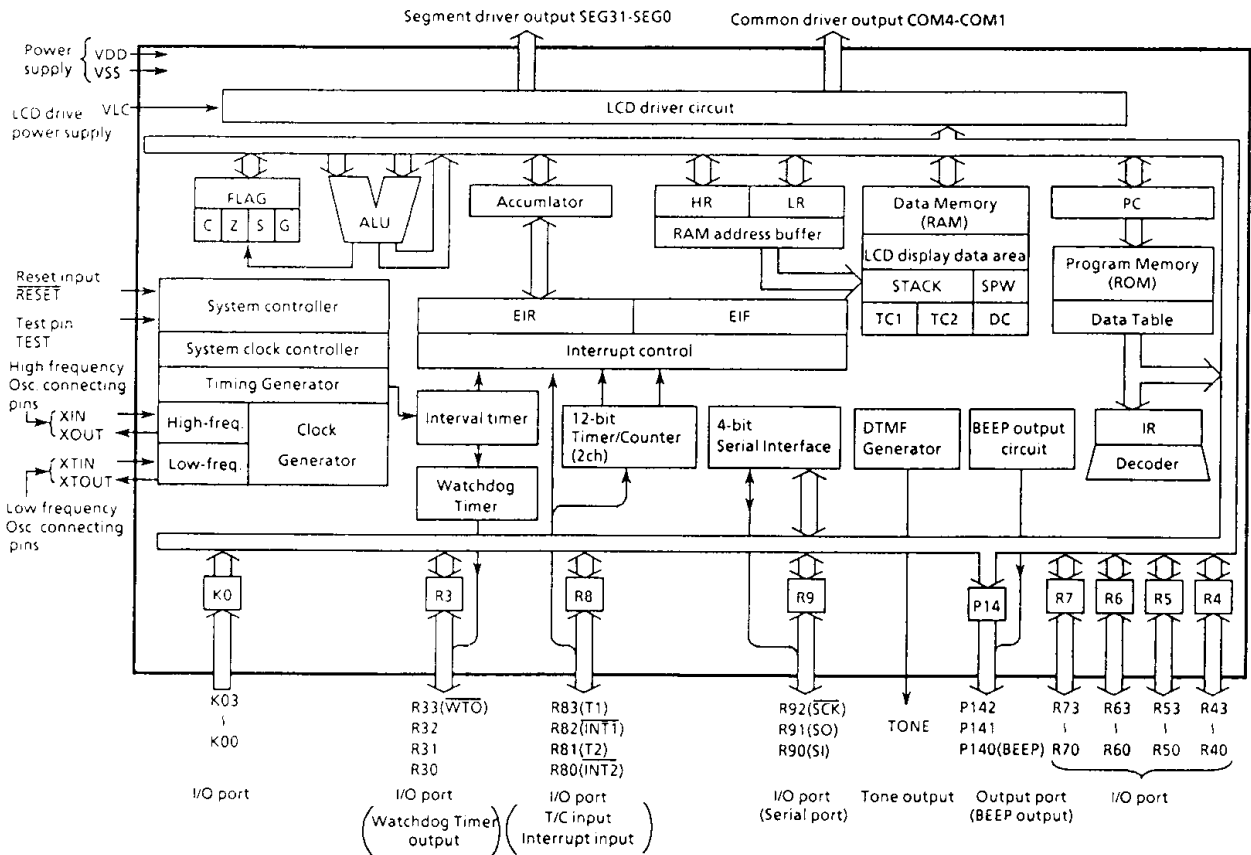 Segment driver output SEG31-SEG0
Common driver output COM4-COM1
Power supply
VDD
VSS
LCD drive power supply
VLC
LCD driver circuit
FLAG
C Z S G
ALU
Accumlator
HR LR
RAM address buffer
Data Memory (RAM)
LCD display data area
STACK SPW
TC1 TC2 DC
PC
Program Memory (ROM)
Data Table
Reset input
RESET
Test pin
TEST
High frequency
Osc. connecting
pins
XIN
XOUT
XTIN
XTOUT
Low frequency
Osc. connecting
pins
System controller
System clock controller
Timing Generator
High-freq.
Low-freq.
Clock
Generator
EIR EIF
Interrupt control
Interval timer
Watchdog
Timer
12-bit
Timer/Counter
(2ch)
4-bit
Serial Interface
DTMF
Generator
BEEP output
circuit
IR
Decoder
K0 R3 R8 R9 P14 R7 R6 R5 R4
K03
~
K00
I/O port
R33(WTO)
R32
R31
R30
I/O port
(Watchdog Timer
output)
R83(T1)
R82(INT1)
R81(T2)
R80(INT2)
I/O port
(T/C input
Interrupt input)
R92(SCK)
R91(SO)
R90(SI)
I/O port
(Serial port)
TONE
Tone output
P142
P141
P140(BEEP)
Output port
(BEEP output)
R73 R63 R53 R43
~ ~ ~ ~
R70 R60 R50 R40
I/O port